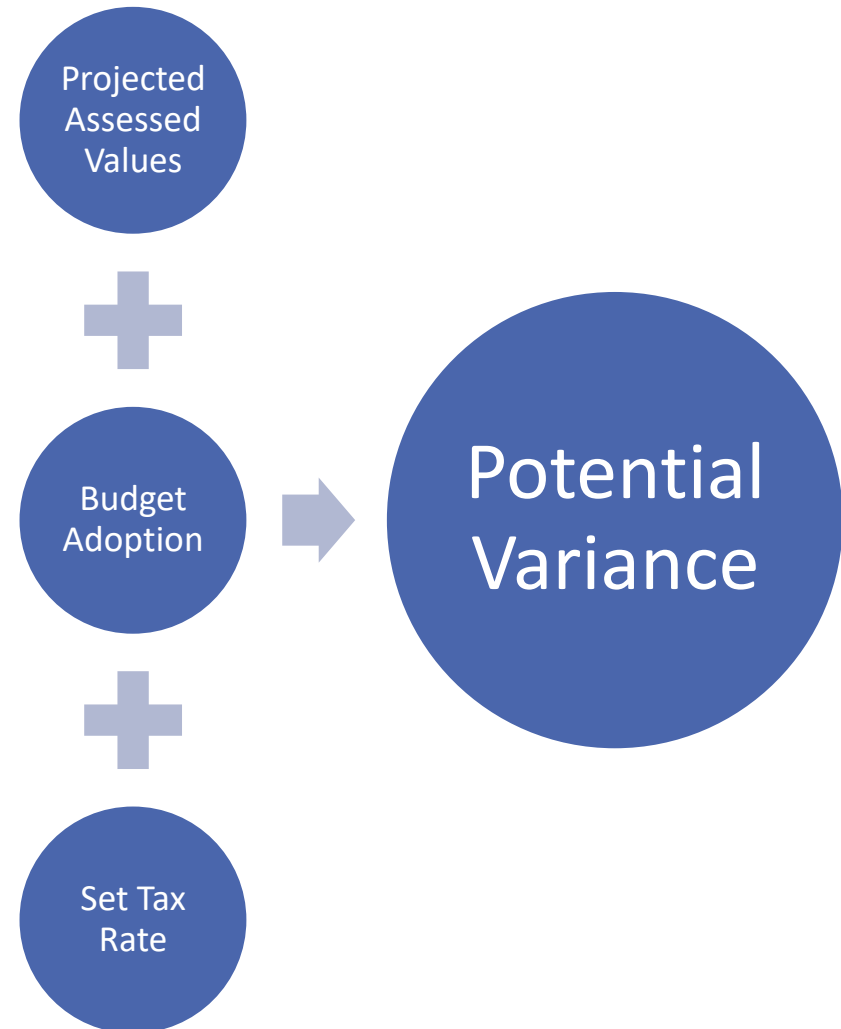 Projected
Assessed
Values
Budget
Adoption
Potential
Variance
Set Tax
Rate